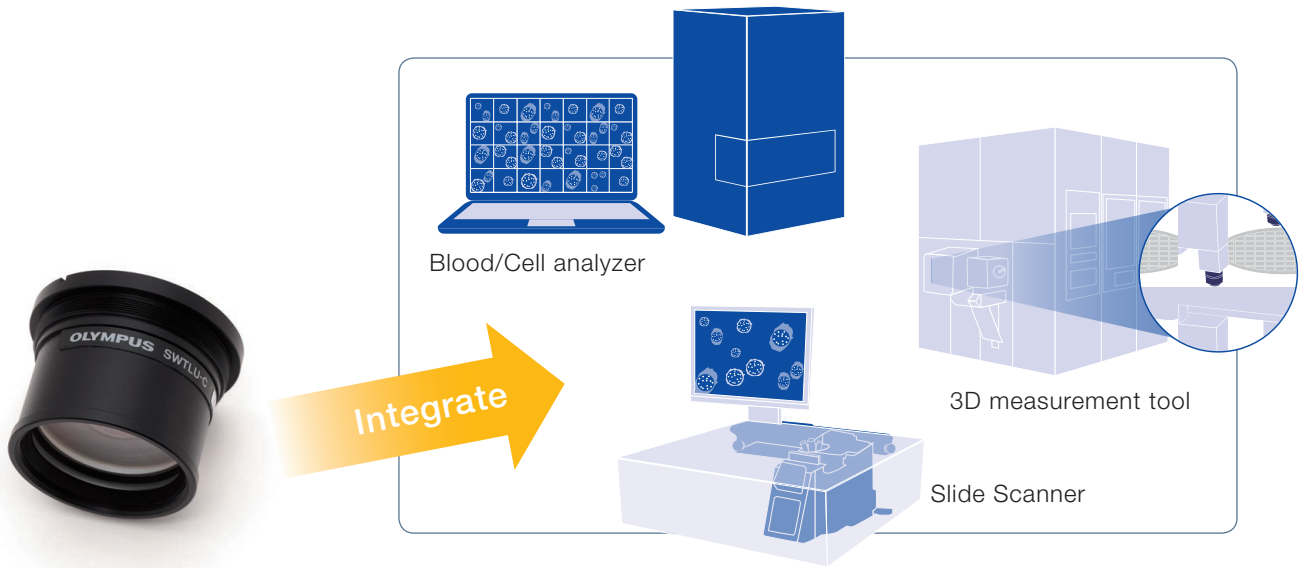 Blood/Cell analyzer
OLYMPUS SWTLU-C
Integrate
3D measurement tool
Slide Scanner